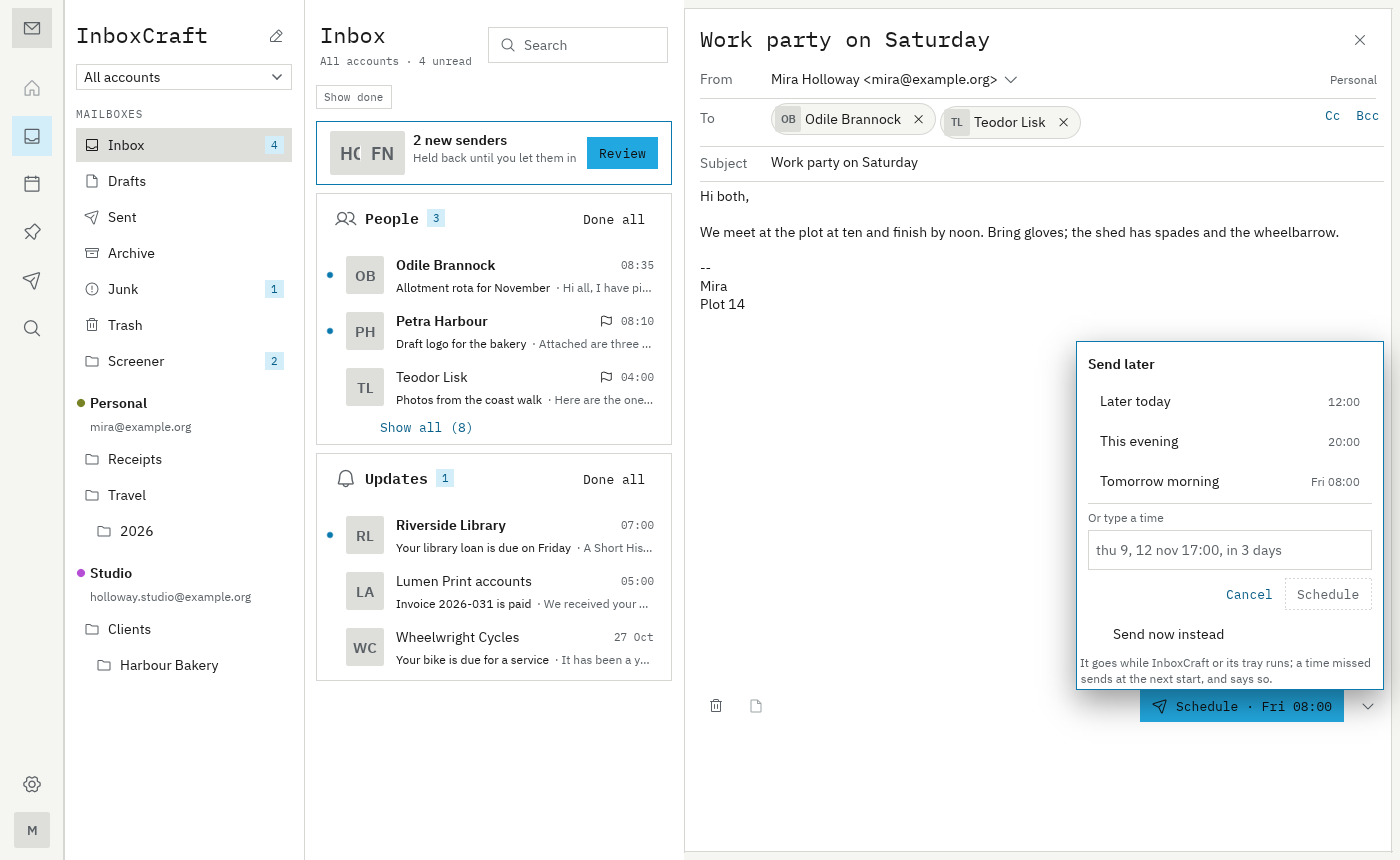 InboxCraft
All accounts
MAILBOXES
Inbox 4
Drafts
Sent
Archive
Junk 1
Trash
Screener 2
Personal
mira@example.org
Receipts
Travel
2026
Studio
holloway.studio@example.org
Clients
Harbour Bakery
M
Inbox
All accounts · 4 unread
Search
Show done
FN
2 new senders
Held back until you let them in
Review
People 3 Done all
OB Odile Brannock 08:35
Allotment rota for November · Hi all, I have pi...
PH Petra Harbour 08:10
Draft logo for the bakery · Attached are three ...
TL Teodor Lisk 04:00
Photos from the coast walk · Here are the one...
Show all (8)
Updates 1 Done all
RL Riverside Library 07:00
Your library loan is due on Friday · A Short His...
LA Lumen Print accounts 05:00
Invoice 2026-031 is paid · We received your ...
WC Wheelwright Cycles 27 Oct
Your bike is due for a service · It has been a y...
Work party on Saturday
From Mira Holloway <mira@example.org> Personal
To OB Odile Brannock TL Teodor Lisk Cc Bcc
Subject Work party on Saturday
Hi both,
We meet at the plot at ten and finish by noon. Bring gloves; the shed has spades and the wheelbarrow.
--
Mira
Plot 14
Send later
Later today 12:00
This evening 20:00
Tomorrow morning Fri 08:00
Or type a time
thu 9, 12 nov 17:00, in 3 days
Cancel Schedule
Send now instead
It goes while InboxCraft or its tray runs; a time missed
sends at the next start, and says so.
Schedule · Fri 08:00